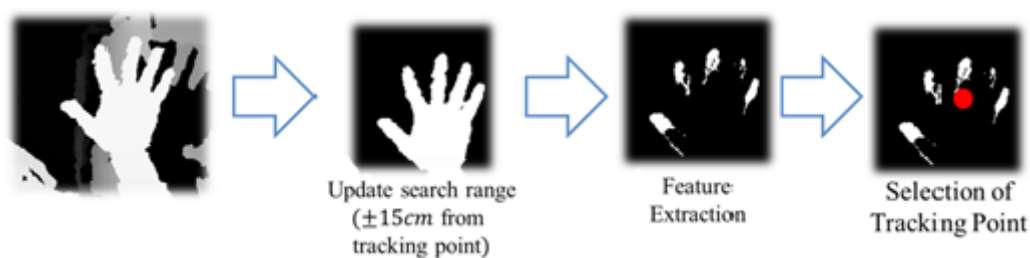 Update search range
(±15cm from
tracking point)
Feature
Extraction
Selection of
Tracking Point